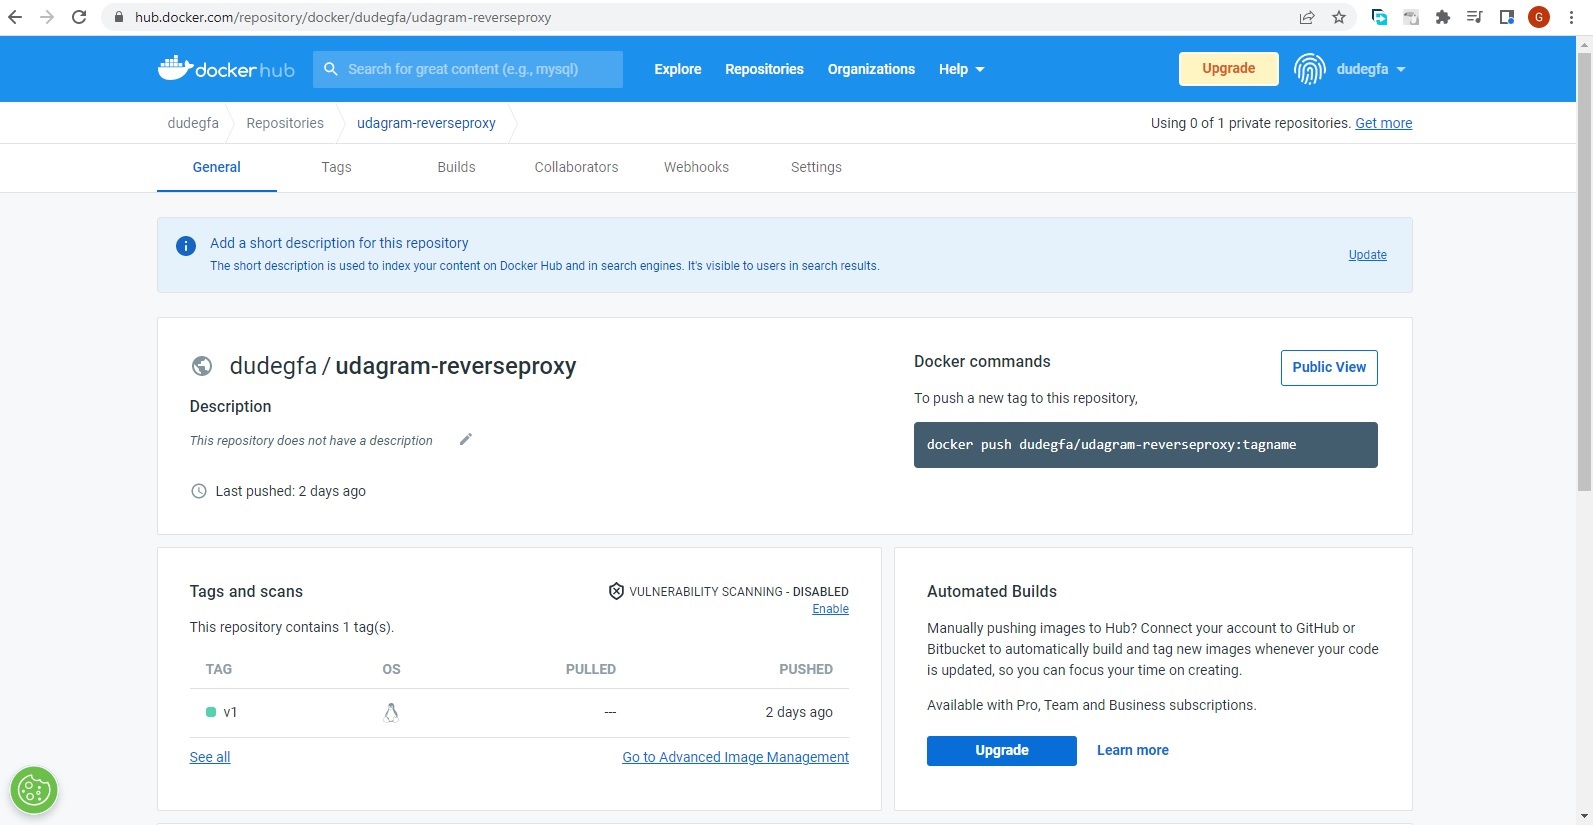 hub.docker.com/repository/docker/dudegfa/udagram-reverseproxy
G
docker hub
Search for great content (e.g., mysql)
Explore
Repositories
Organizations
Help
Upgrade
dudegfa
dudegfa
Repositories
udagram-reverseproxy
Using 0 of 1 private repositories. Get more
General
Tags
Builds
Collaborators
Webhooks
Settings
Add a short description for this repository
The short description is used to index your content on Docker Hub and in search engines. It's visible to users in search results.
Update
dudegfa / udagram-reverseproxy
Description
This repository does not have a description
Last pushed: 2 days ago
Docker commands
Public View
To push a new tag to this repository,
docker push dudegfa/udagram-reverseproxy:tagname
Tags and scans
VULNERABILITY SCANNING - DISABLED
Enable
This repository contains 1 tag(s).
TAG OS PULLED PUSHED
v1 --- 2 days ago
See all
Go to Advanced Image Management
Automated Builds
Manually pushing images to Hub? Connect your account to GitHub or
Bitbucket to automatically build and tag new images whenever your code
is updated, so you can focus your time on creating.
Available with Pro, Team and Business subscriptions.
Upgrade
Learn more